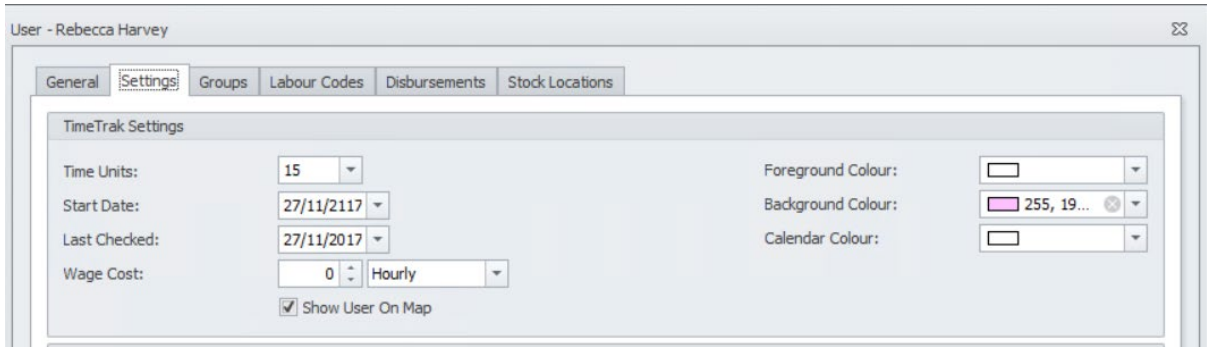 User - Rebecca Harvey
General Settings Groups Labour Codes Disbursements Stock Locations
TimeTrak Settings
Time Units: 15 Foreground Colour:
Start Date: 27/11/2117 Background Colour: 255, 19...
Last Checked: 27/11/2017 Calendar Colour:
Wage Cost: 0 Hourly
Show User On Map